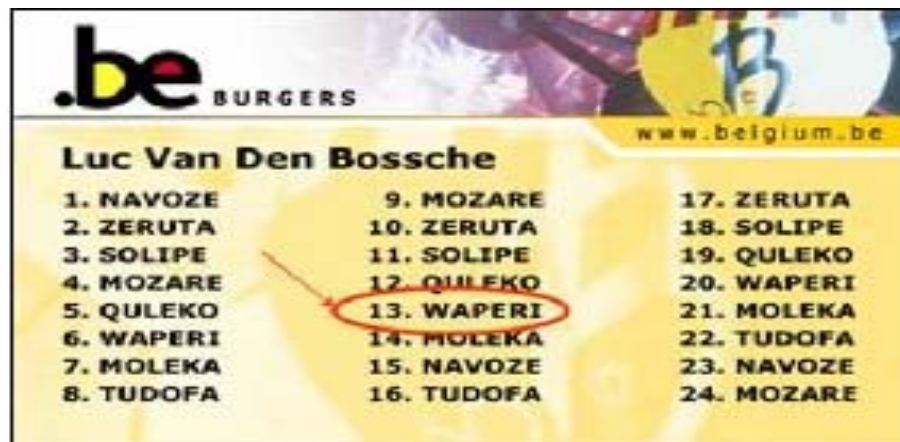 .be BURGERS
B
www.belgium.be
Luc Van Den Bossche
1. NAVOZE
2. ZERUTA
3. SOLIPE
4. MOZARE
5. QULEKO
6. WAPERI
7. MOLEKA
8. TUDOFA
9. MOZARE
10. ZERUTA
11. SOLIPE
12. QULEKO
13. WAPERI
14. MOLEKA
15. NAVOZE
16. TUDOFA
17. ZERUTA
18. SOLIPE
19. QULEKO
20. WAPERI
21. MOLEKA
22. TUDOFA
23. NAVOZE
24. MOZARE